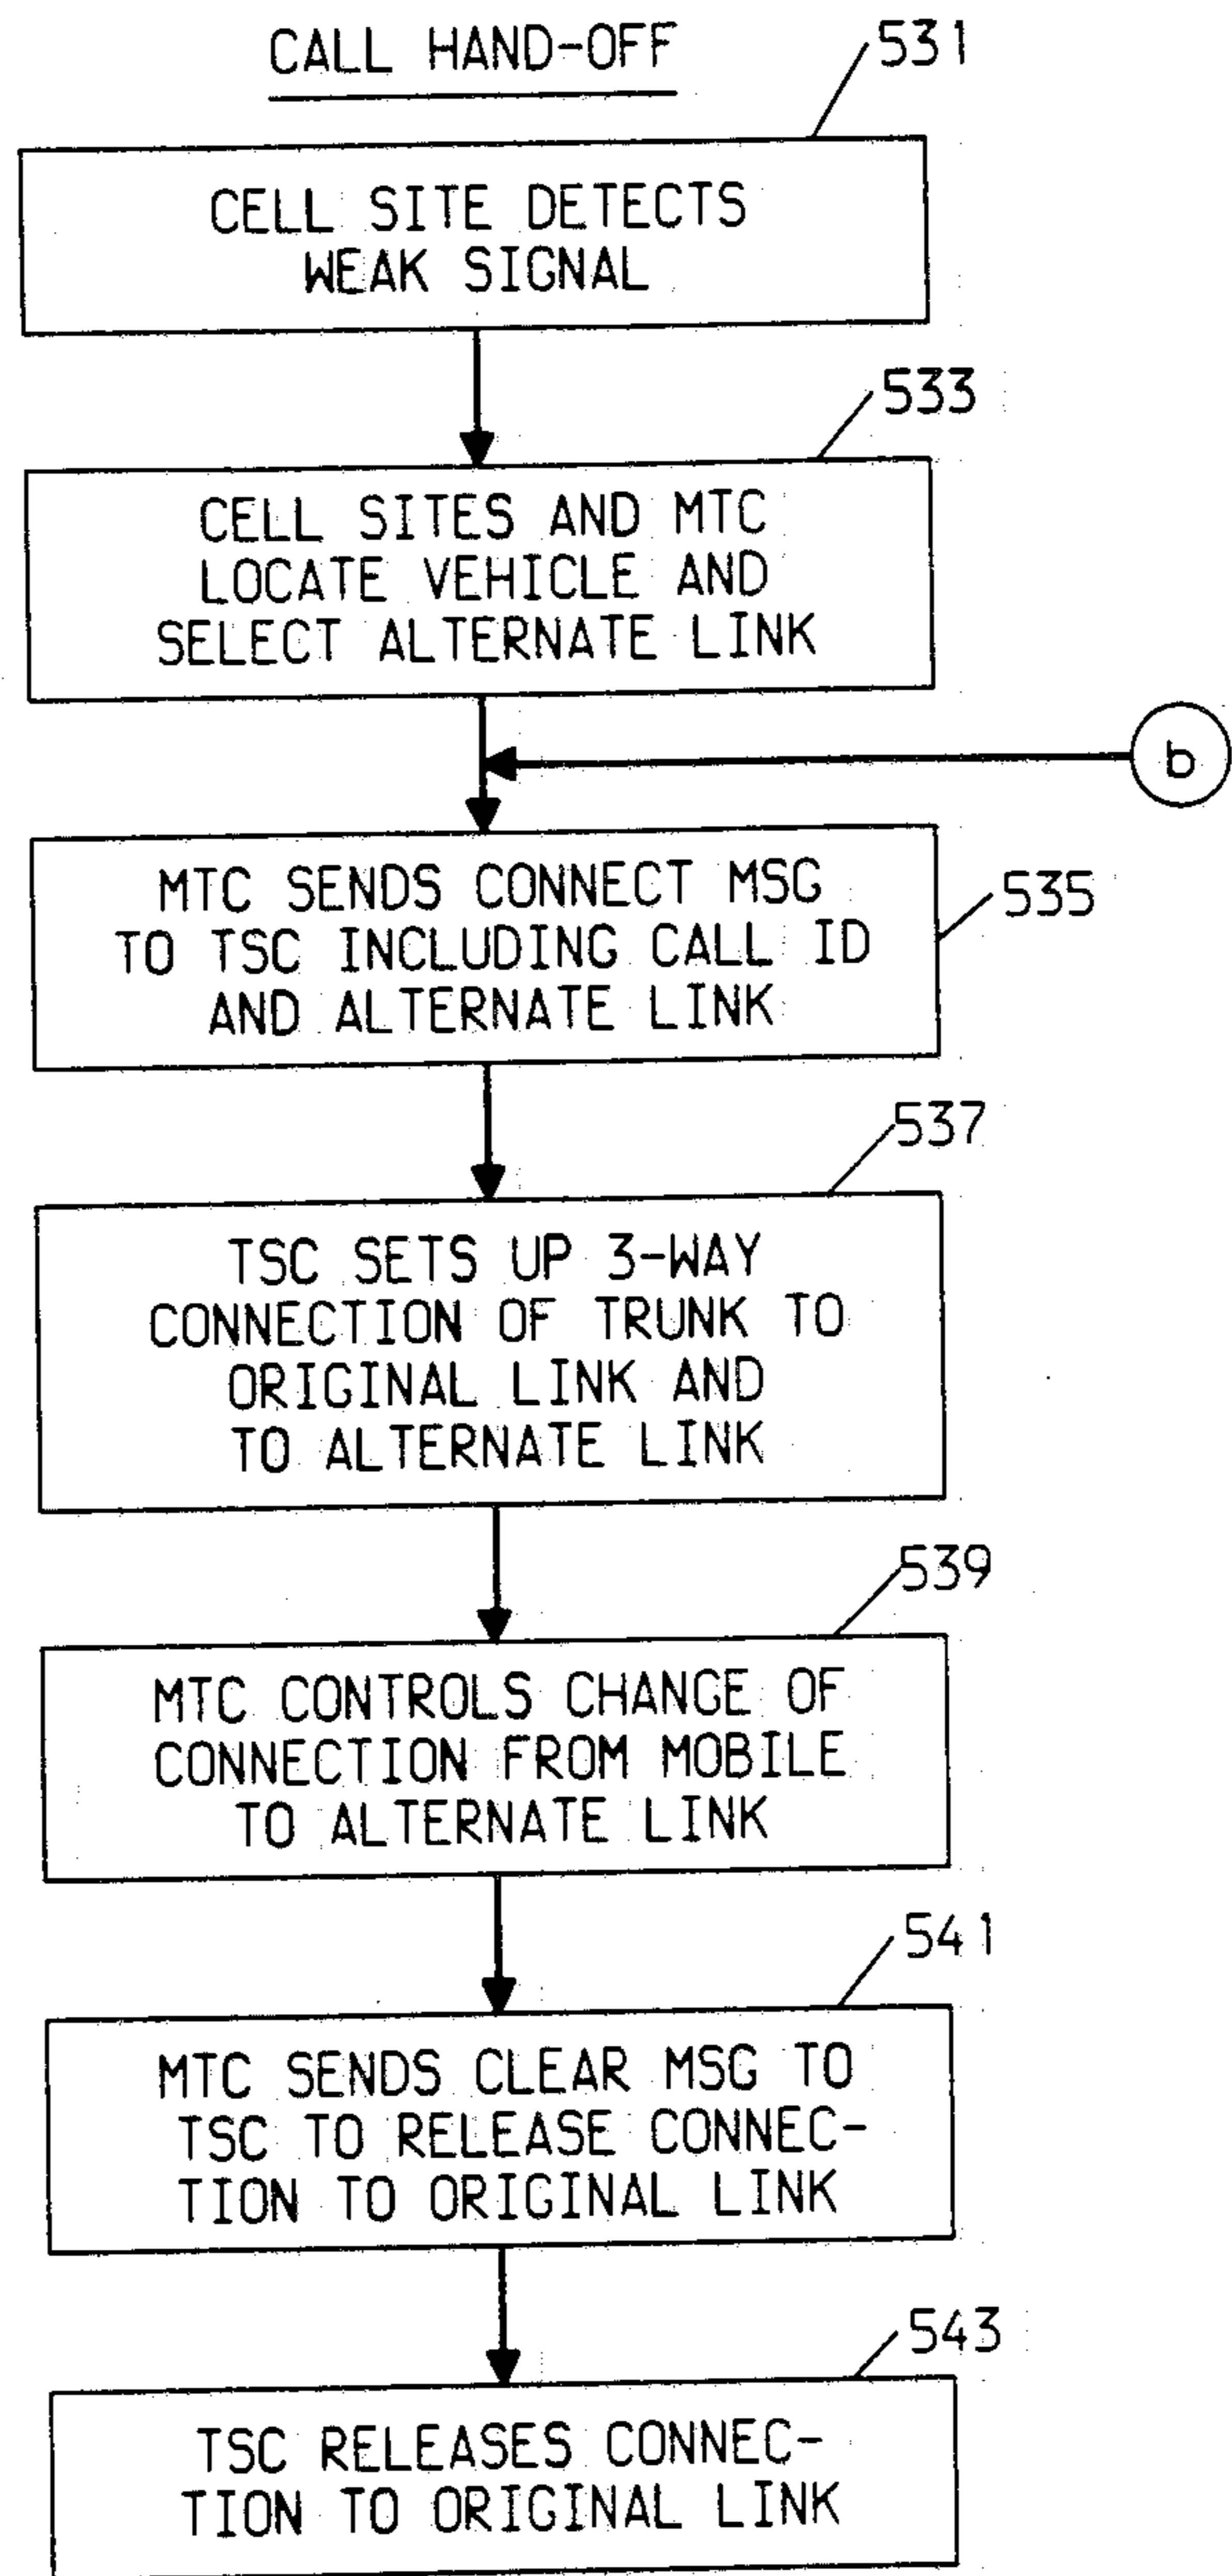 CALL HAND-OFF
531
CELL SITE DETECTS
WEAK SIGNAL
533
CELL SITES AND MTC
LOCATE VEHICLE AND
SELECT ALTERNATE LINK
b
MTC SENDS CONNECT MSG
TO TSC INCLUDING CALL ID
AND ALTERNATE LINK
535
537
TSC SETS UP 3-WAY
CONNECTION OF TRUNK TO
ORIGINAL LINK AND
TO ALTERNATE LINK
539
MTC CONTROLS CHANGE OF
CONNECTION FROM MOBILE
TO ALTERNATE LINK
541
MTC SENDS CLEAR MSG TO
TSC TO RELEASE CONNEC-
TION TO ORIGINAL LINK
543
TSC RELEASES CONNEC-
TION TO ORIGINAL LINK